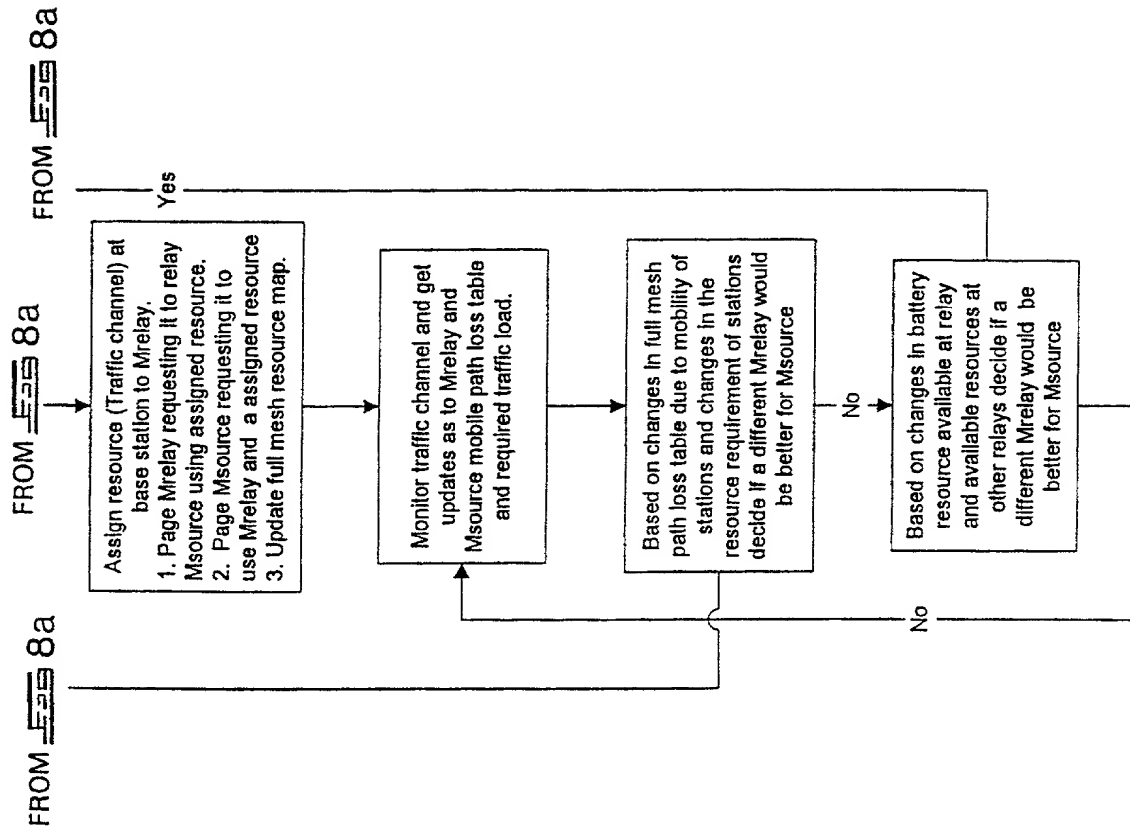 FROM FIG 8a
FROM FIG 8a
FROM FIG 8a
Assign resource (Traffic channel) at
base station to Mrelay.
1. Page Mrelay requesting it to relay
Msource using assigned resource.
2. Page Msource requesting it to
use Mrelay and a assigned resource
3. Update full mesh resource map.
Yes
Monitor traffic channel and get
updates as to Mrelay and
Msource mobile path loss table
and required traffic load.
Based on changes in full mesh
path loss table due to mobility of
stations and changes in the
resource requirement of stations
decide if a different Mrelay would
be better for Msource
No
Based on changes in battery
resource available at relay
and available resources at
other relays decide if a
different Mrelay would be
better for Msource
No